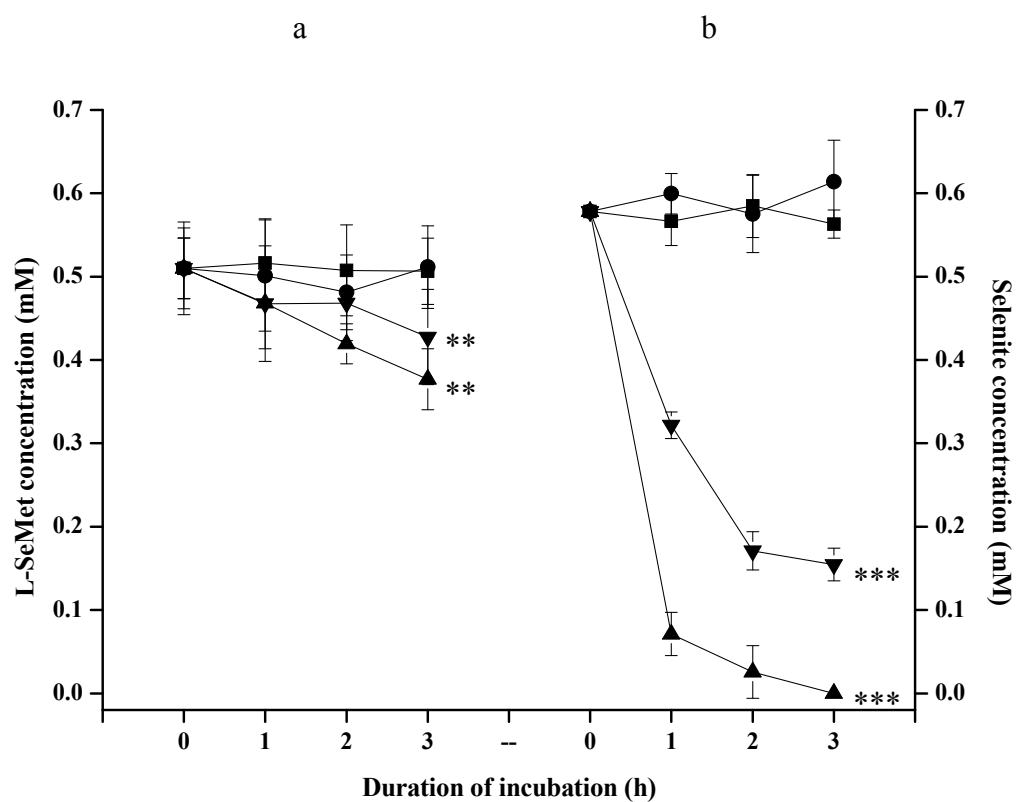 a b
0.7 0.7
0.6 0.6
0.5 0.5
0.4 ** 0.4
** 
0.3 0.3
0.2 0.2
***
0.1 0.1
0.0 *** 0.0
L-SeMet concentration (mM)
Selenite concentration (mM)
0 1 2 3 -- 0 1 2 3
Duration of incubation (h)